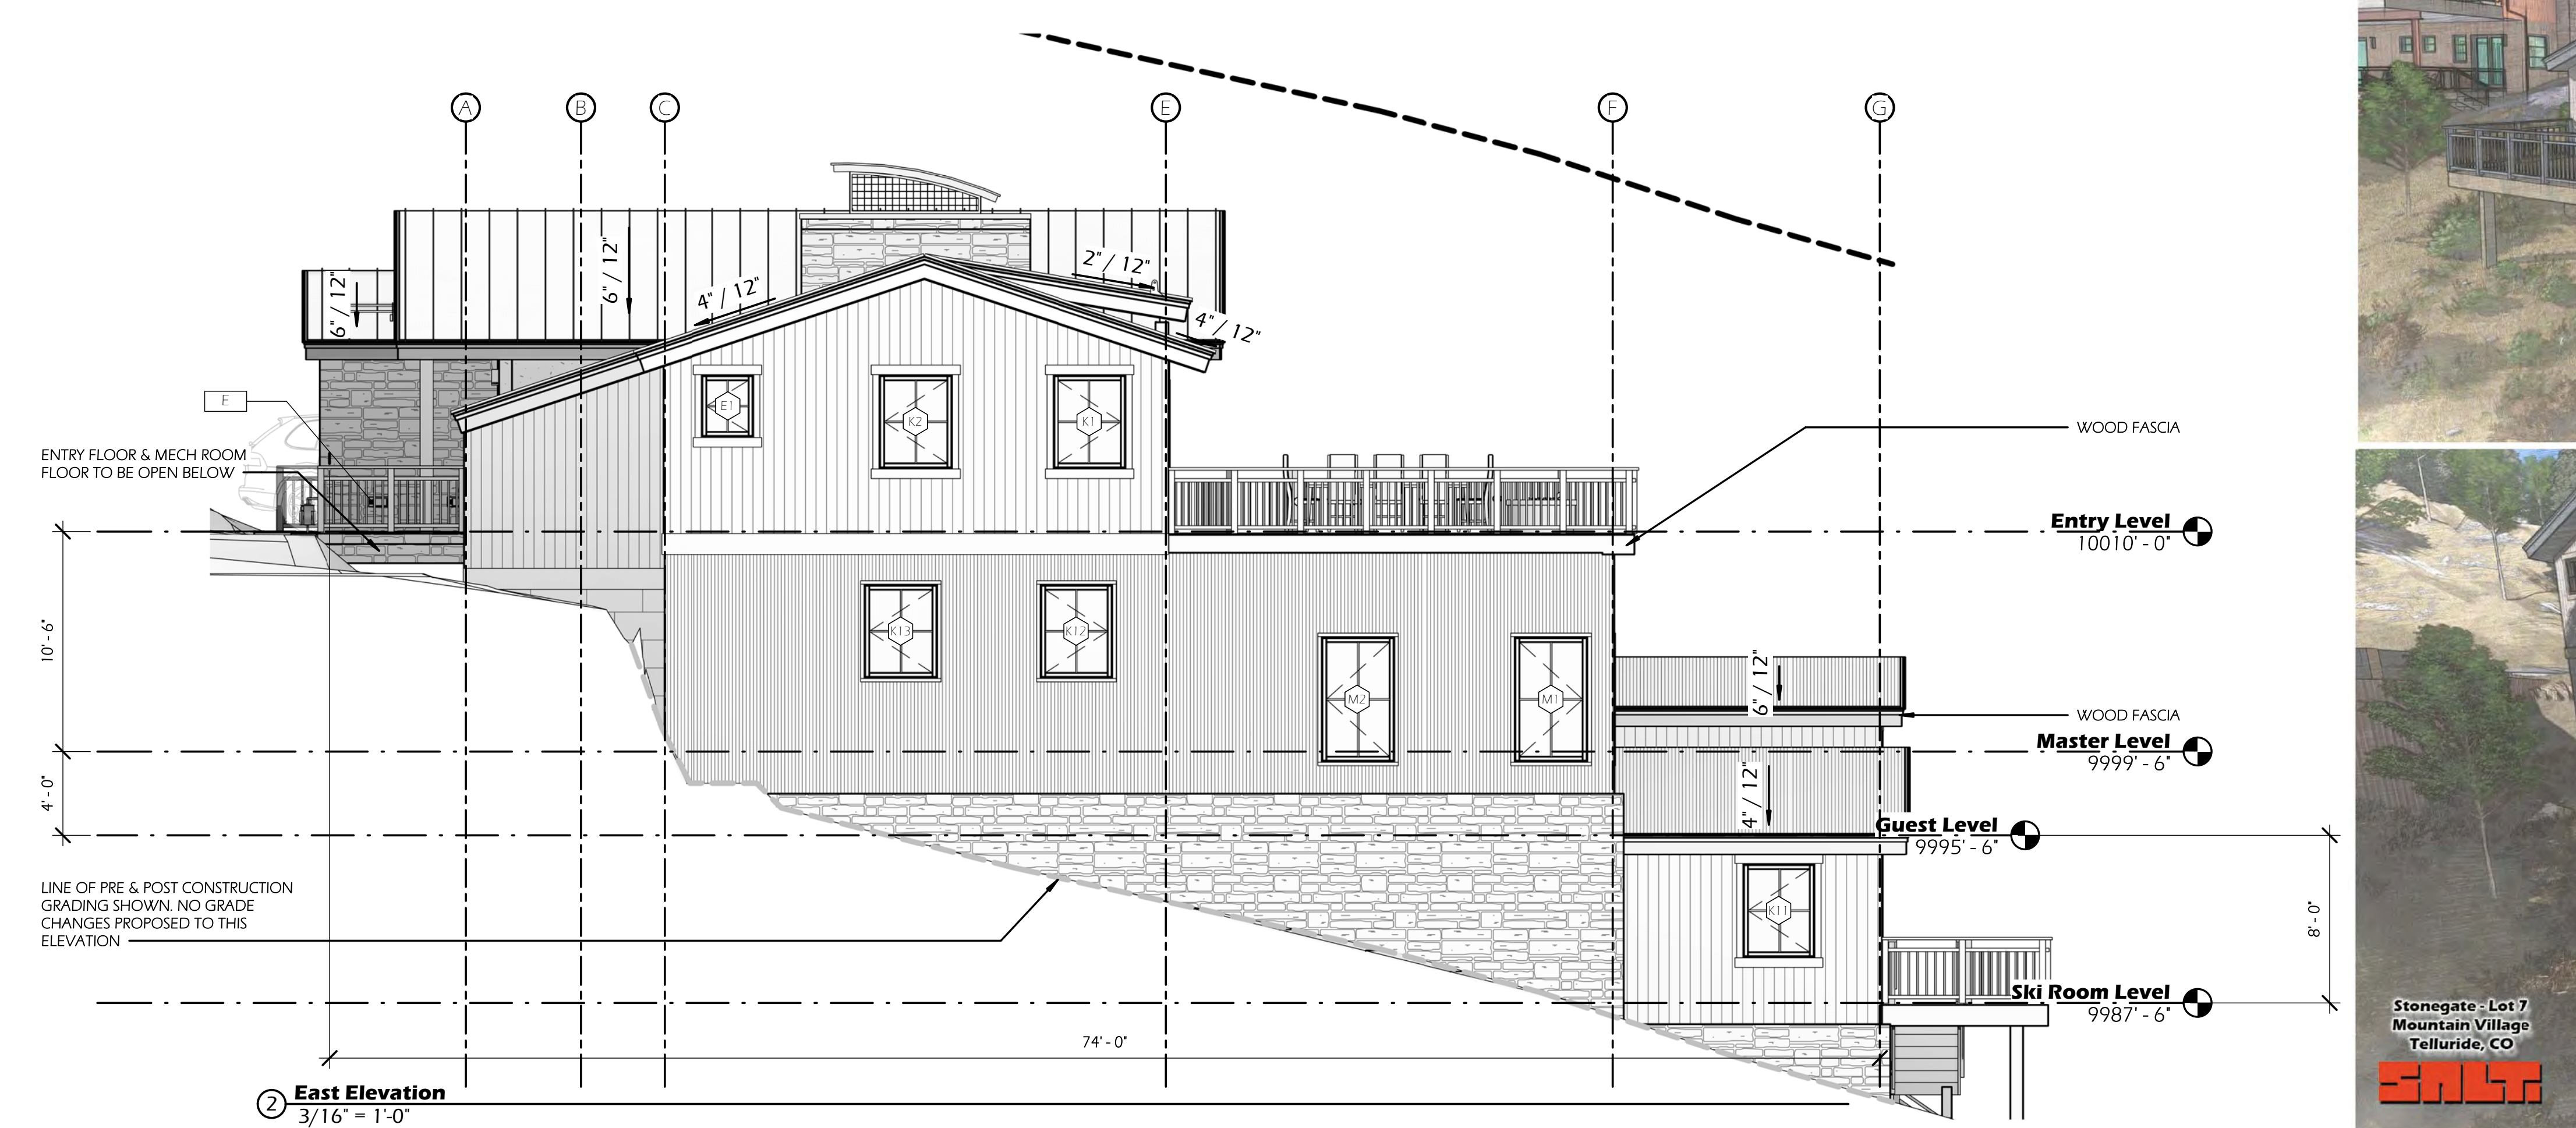 A
B
C
E
F
G
6" / 12"
6" / 12"
4" / 12"
2" / 12"
4" / 12"
E
E1
K2
K1
WOOD FASCIA
ENTRY FLOOR & MECH ROOM
FLOOR TO BE OPEN BELOW
Entry Level
10010' - 0"
10' - 6"
K13
K12
M2
M1
6" / 12"
WOOD FASCIA
Master Level
9999' - 6"
4' - 0"
4" / 12"
Guest Level
9995' - 6"
LINE OF PRE & POST CONSTRUCTION
GRADING SHOWN. NO GRADE
CHANGES PROPOSED TO THIS
ELEVATION
K11
8' - 0"
Ski Room Level
9987' - 6"
74' - 0"
2
East Elevation
3/16" = 1'-0"
Stonegate - Lot 7
Mountain Village
Telluride, CO
SALT